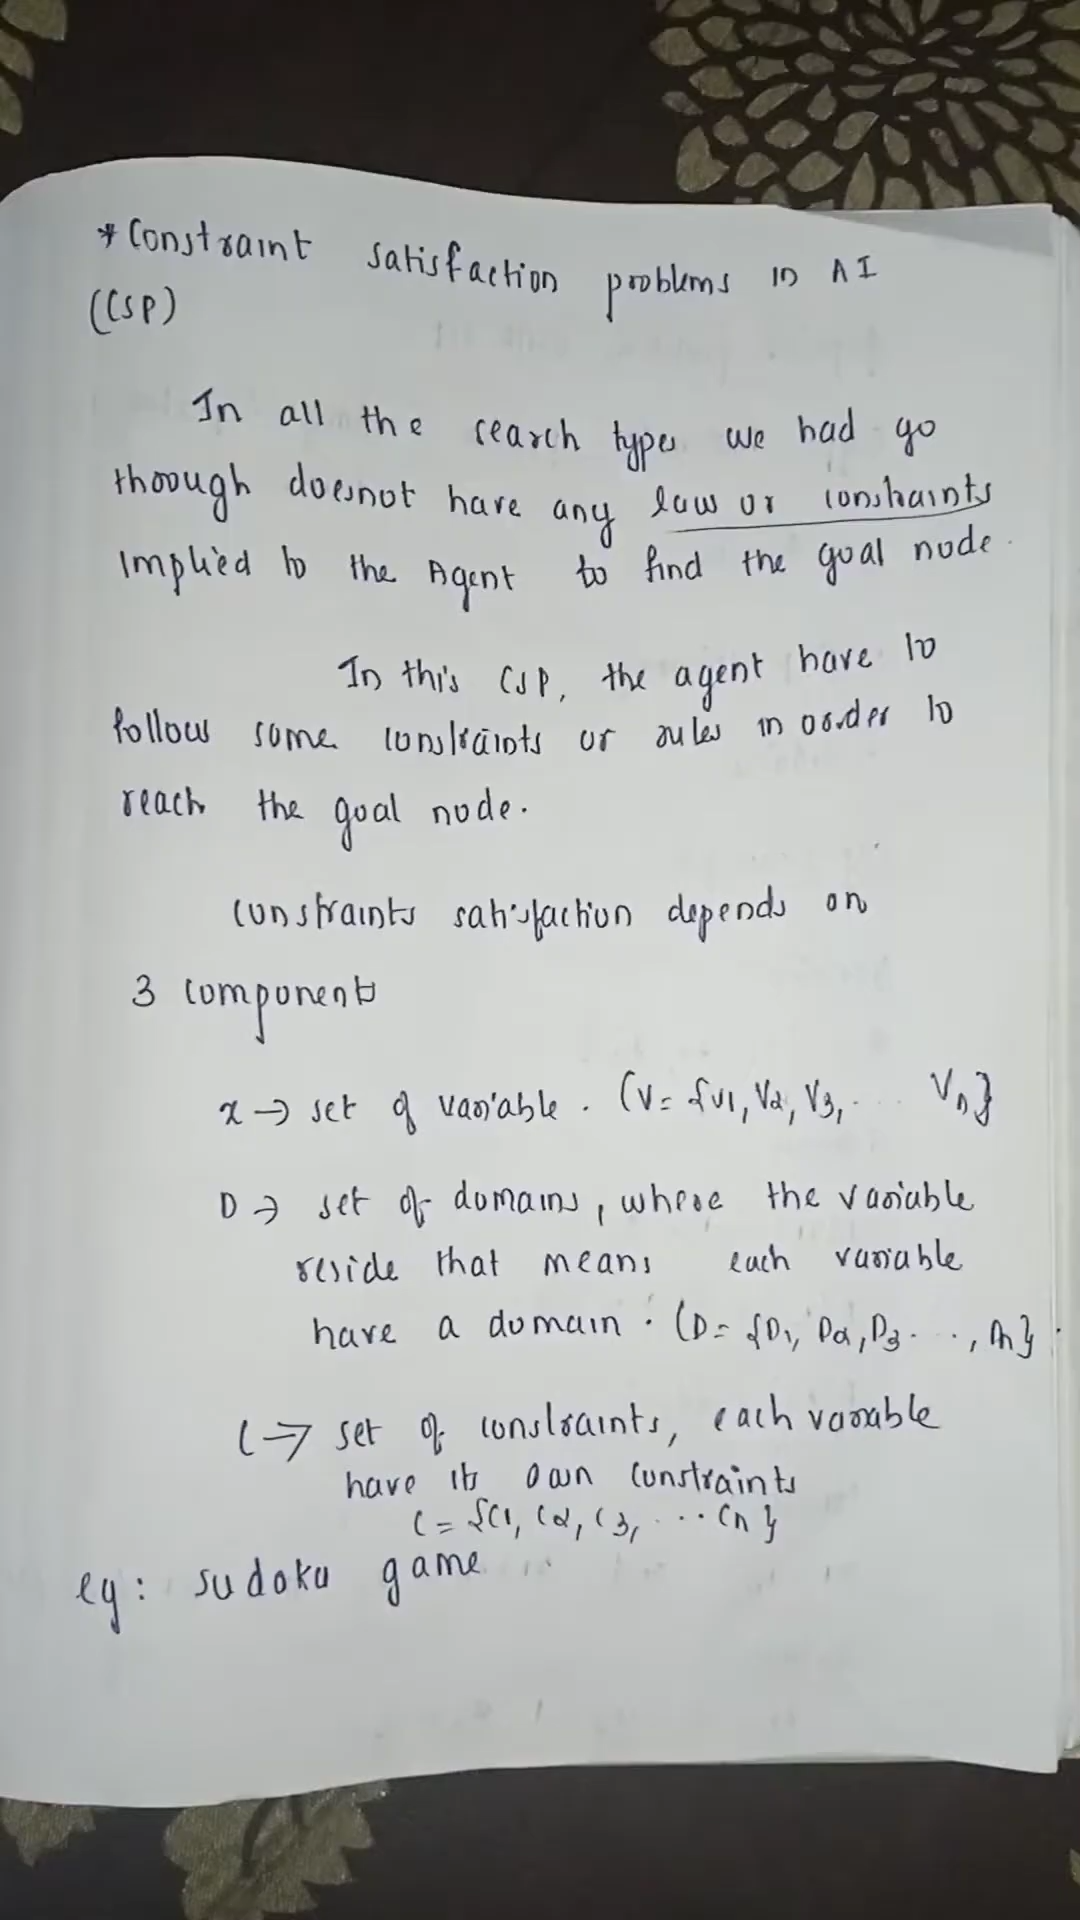 * Constraint satisfaction problems in AI
(CSP)
In all the search types we had go
through doesnot have any law or constraints
implied to the Agent to find the goal node.
In this CSP, the agent have to
follow some constraints or rules in order to
reach the goal node.
constraints satisfaction depends on
3 components
x → set of variable. (V= {v1, V2, V3, ... Vn}
D → set of domains, where the variable
reside that means each variable
have a domain. (D= {D1, D2, D3 ..., Dn}.
C → set of constraints, each variable
have its own constraints
C = {C1, C2, C3, ... Cn}
eg: sudoku game